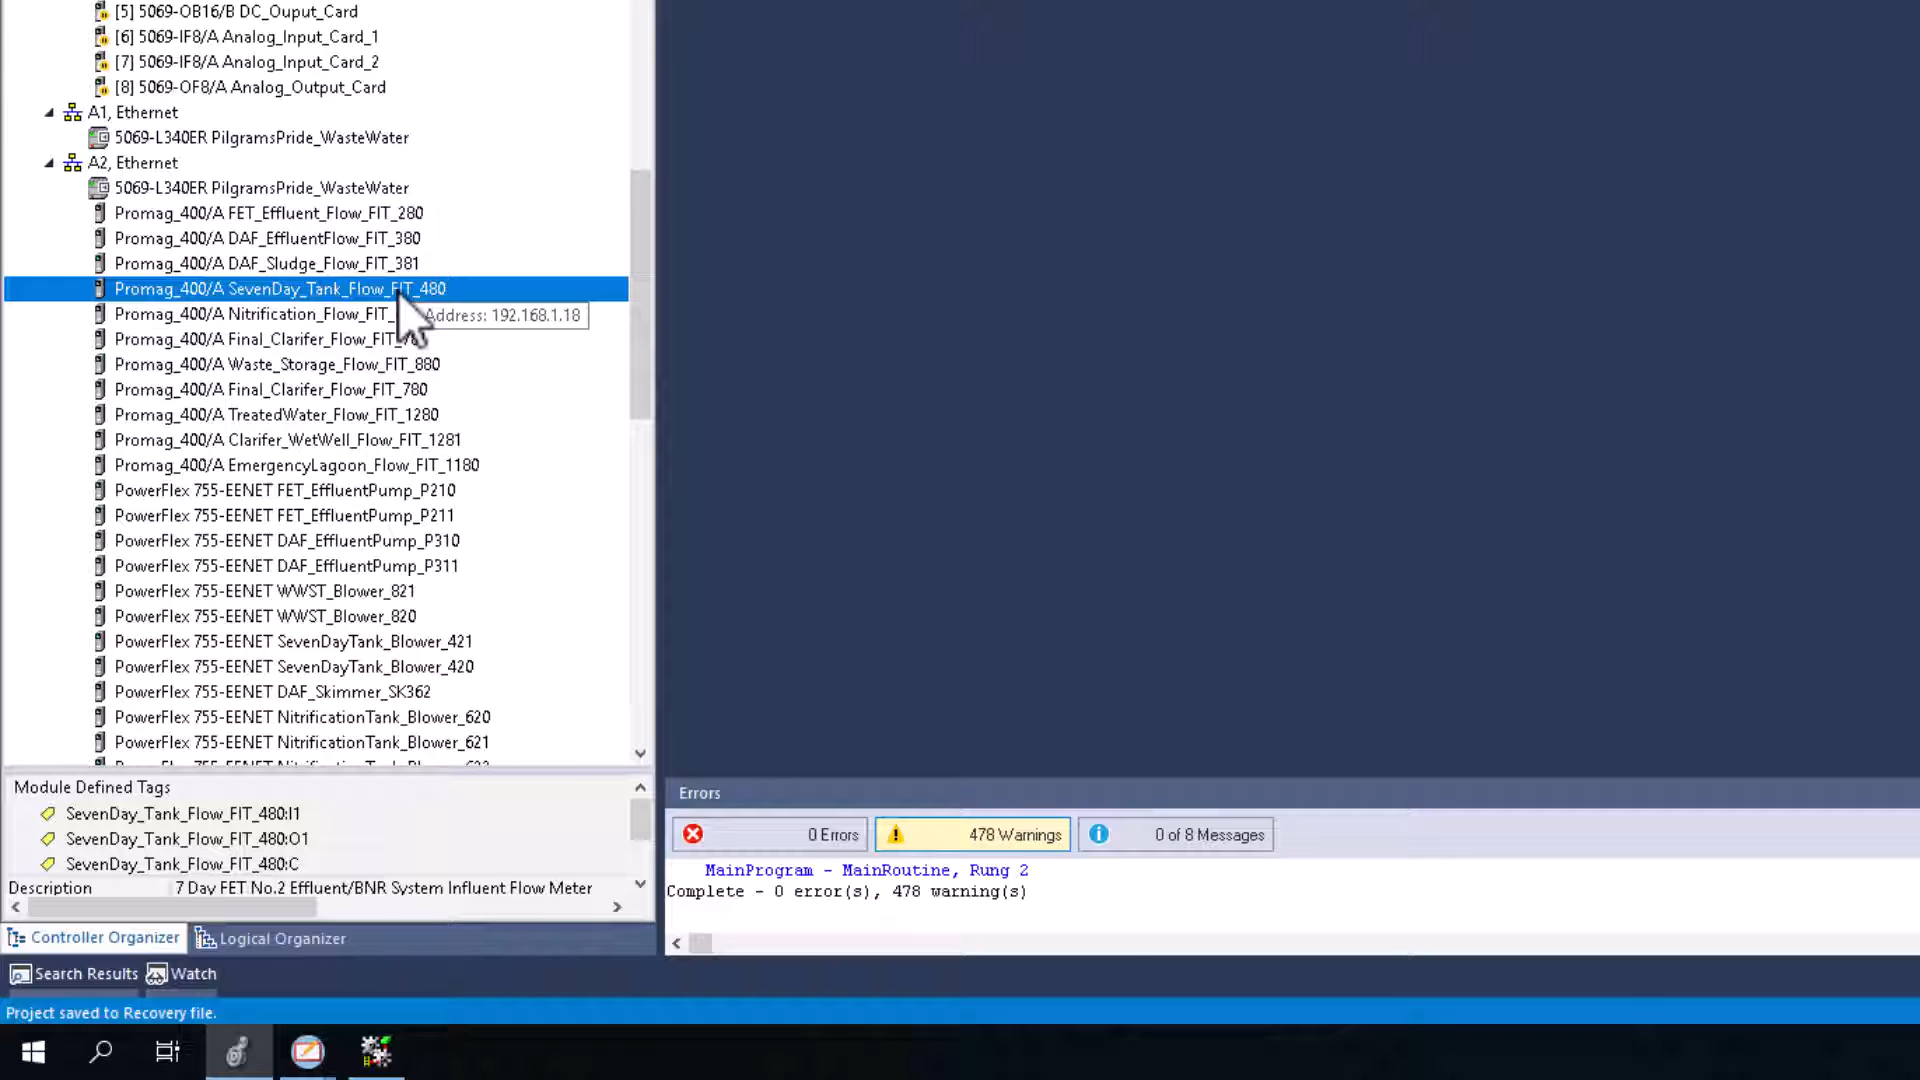 [5] 5069-OB16/B DC_Ouput_Card
[6] 5069-IF8/A Analog_Input_Card_1
[7] 5069-IF8/A Analog_Input_Card_2
[8] 5069-OF8/A Analog_Output_Card
A1, Ethernet
5069-L340ER PilgramsPride_WasteWater
A2, Ethernet
5069-L340ER PilgramsPride_WasteWater
Promag_400/A FET_Effluent_Flow_FIT_280
Promag_400/A DAF_EffluentFlow_FIT_380
Promag_400/A DAF_Sludge_Flow_FIT_381
Promag_400/A SevenDay_Tank_Flow_FIT_480
Promag_400/A Nitrification_Flow_FIT_
Address: 192.168.1.18
Promag_400/A Final_Clarifer_Flow_FIT_
Promag_400/A Waste_Storage_Flow_FIT_880
Promag_400/A Final_Clarifer_Flow_FIT_780
Promag_400/A TreatedWater_Flow_FIT_1280
Promag_400/A Clarifer_WetWell_Flow_FIT_1281
Promag_400/A EmergencyLagoon_Flow_FIT_1180
PowerFlex 755-EENET FET_EffluentPump_P210
PowerFlex 755-EENET FET_EffluentPump_P211
PowerFlex 755-EENET DAF_EffluentPump_P310
PowerFlex 755-EENET DAF_EffluentPump_P311
PowerFlex 755-EENET WWST_Blower_821
PowerFlex 755-EENET WWST_Blower_820
PowerFlex 755-EENET SevenDayTank_Blower_421
PowerFlex 755-EENET SevenDayTank_Blower_420
PowerFlex 755-EENET DAF_Skimmer_SK362
PowerFlex 755-EENET NitrificationTank_Blower_620
PowerFlex 755-EENET NitrificationTank_Blower_621
Module Defined Tags
SevenDay_Tank_Flow_FIT_480:I1
SevenDay_Tank_Flow_FIT_480:O1
SevenDay_Tank_Flow_FIT_480:C
Description 7 Day FET No.2 Effluent/BNR System Influent Flow Meter
Controller Organizer
Logical Organizer
Errors
0 Errors
478 Warnings
0 of 8 Messages
MainProgram - MainRoutine, Rung 2
Complete - 0 error(s), 478 warning(s)
Search Results
Watch
Project saved to Recovery file.